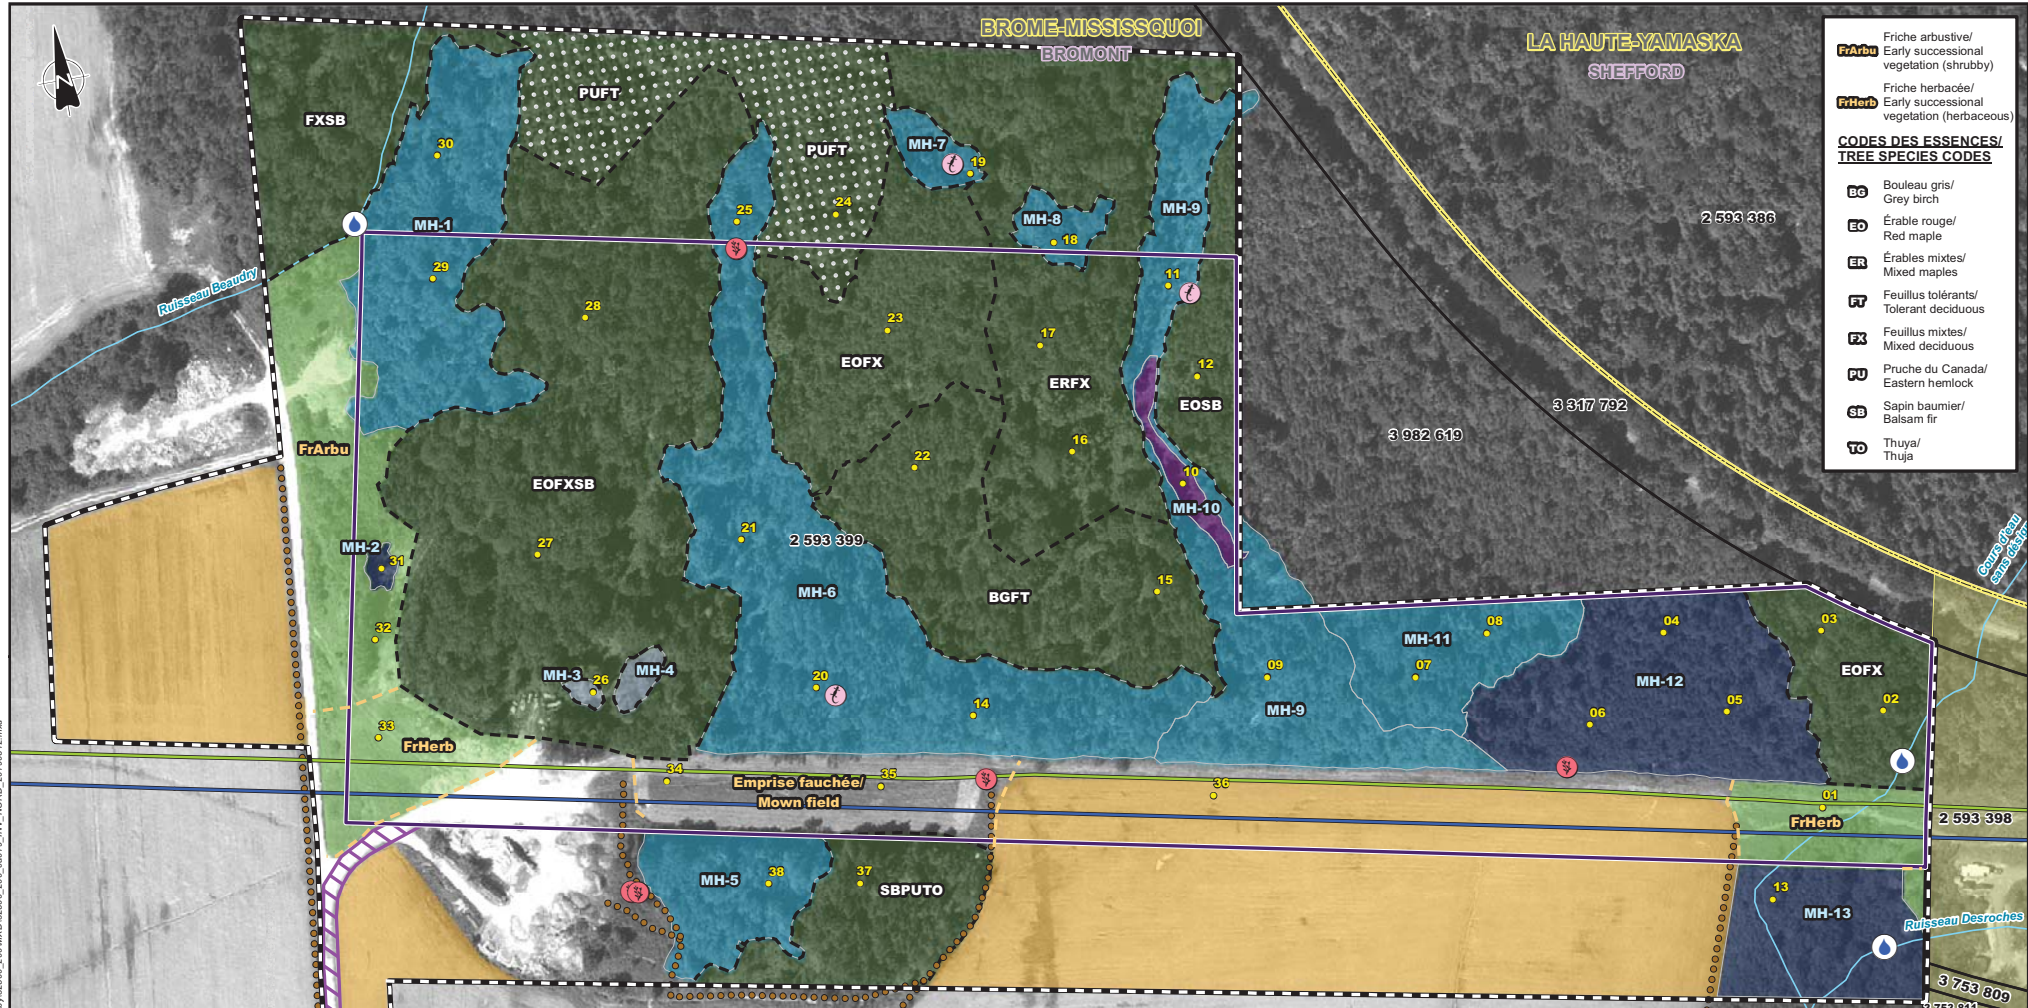 BROME-MISSISSQUOI
BROMONT
LA HAUTE-YAMASKA
SHEFFORD
FrArbu
Friche arbustive/
Early successional
vegetation (shrubby)
FrHerb
Friche herbacée/
Early successional
vegetation (herbaceous)
CODES DES ESSENCES/
TREE SPECIES CODES
BG
Bouleau gris/
Grey birch
EO
Érable rouge/
Red maple
ER
Érables mixtes/
Mixed maples
FT
Feuillus tolérants/
Tolerant deciduous
FX
Feuillus mixtes/
Mixed deciduous
PU
Pruche du Canada/
Eastern hemlock
SB
Sapin baumier/
Balsam fir
TO
Thuya/
Thuja
FXSB
PUFT
PUFT
30
MH-1
29
28
25
24
MH-7
19
MH-8
18
MH-9
11
2 593 386
Ruisseau Beaudry
23
17
12
EOFX
ERFX
EOSB
3 317 792
3 982 619
FrArbu
EOFXSB
22
16
10
MH-10
21
2 593 399
MH-2
31
27
MH-6
BGFT
15
Cours d'eau
32
MH-3
26
MH-4
20
14
09
MH-9
MH-11
08
07
04
MH-12
05
06
03
EOFX
02
33
FrHerb
34
Emprise fauchée/
Mown field
35
36
01
FrHerb
2 593 398
MH-5
38
37
SBPUTO
13
MH-13
Ruisseau Desroches
3 753 809